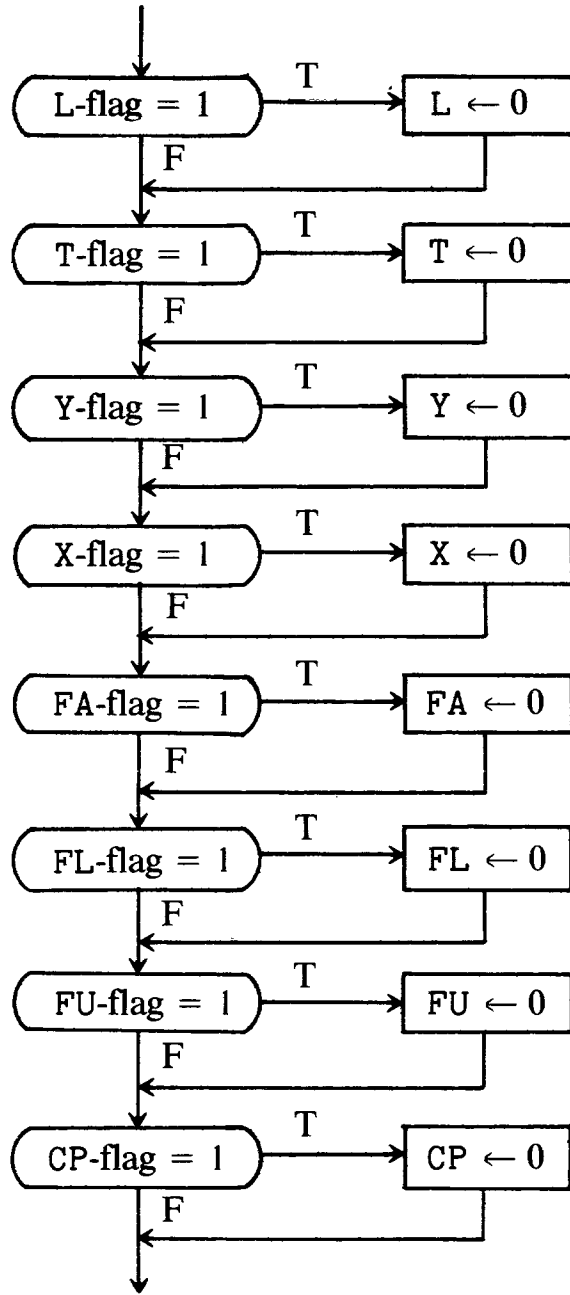 T
L-flag = 1 L ← 0
F
T
T-flag = 1 T ← 0
F
T
Y-flag = 1 Y ← 0
F
T
X-flag = 1 X ← 0
F
T
FA-flag = 1 FA ← 0
F
T
FL-flag = 1 FL ← 0
F
T
FU-flag = 1 FU ← 0
F
T
CP-flag = 1 CP ← 0
F